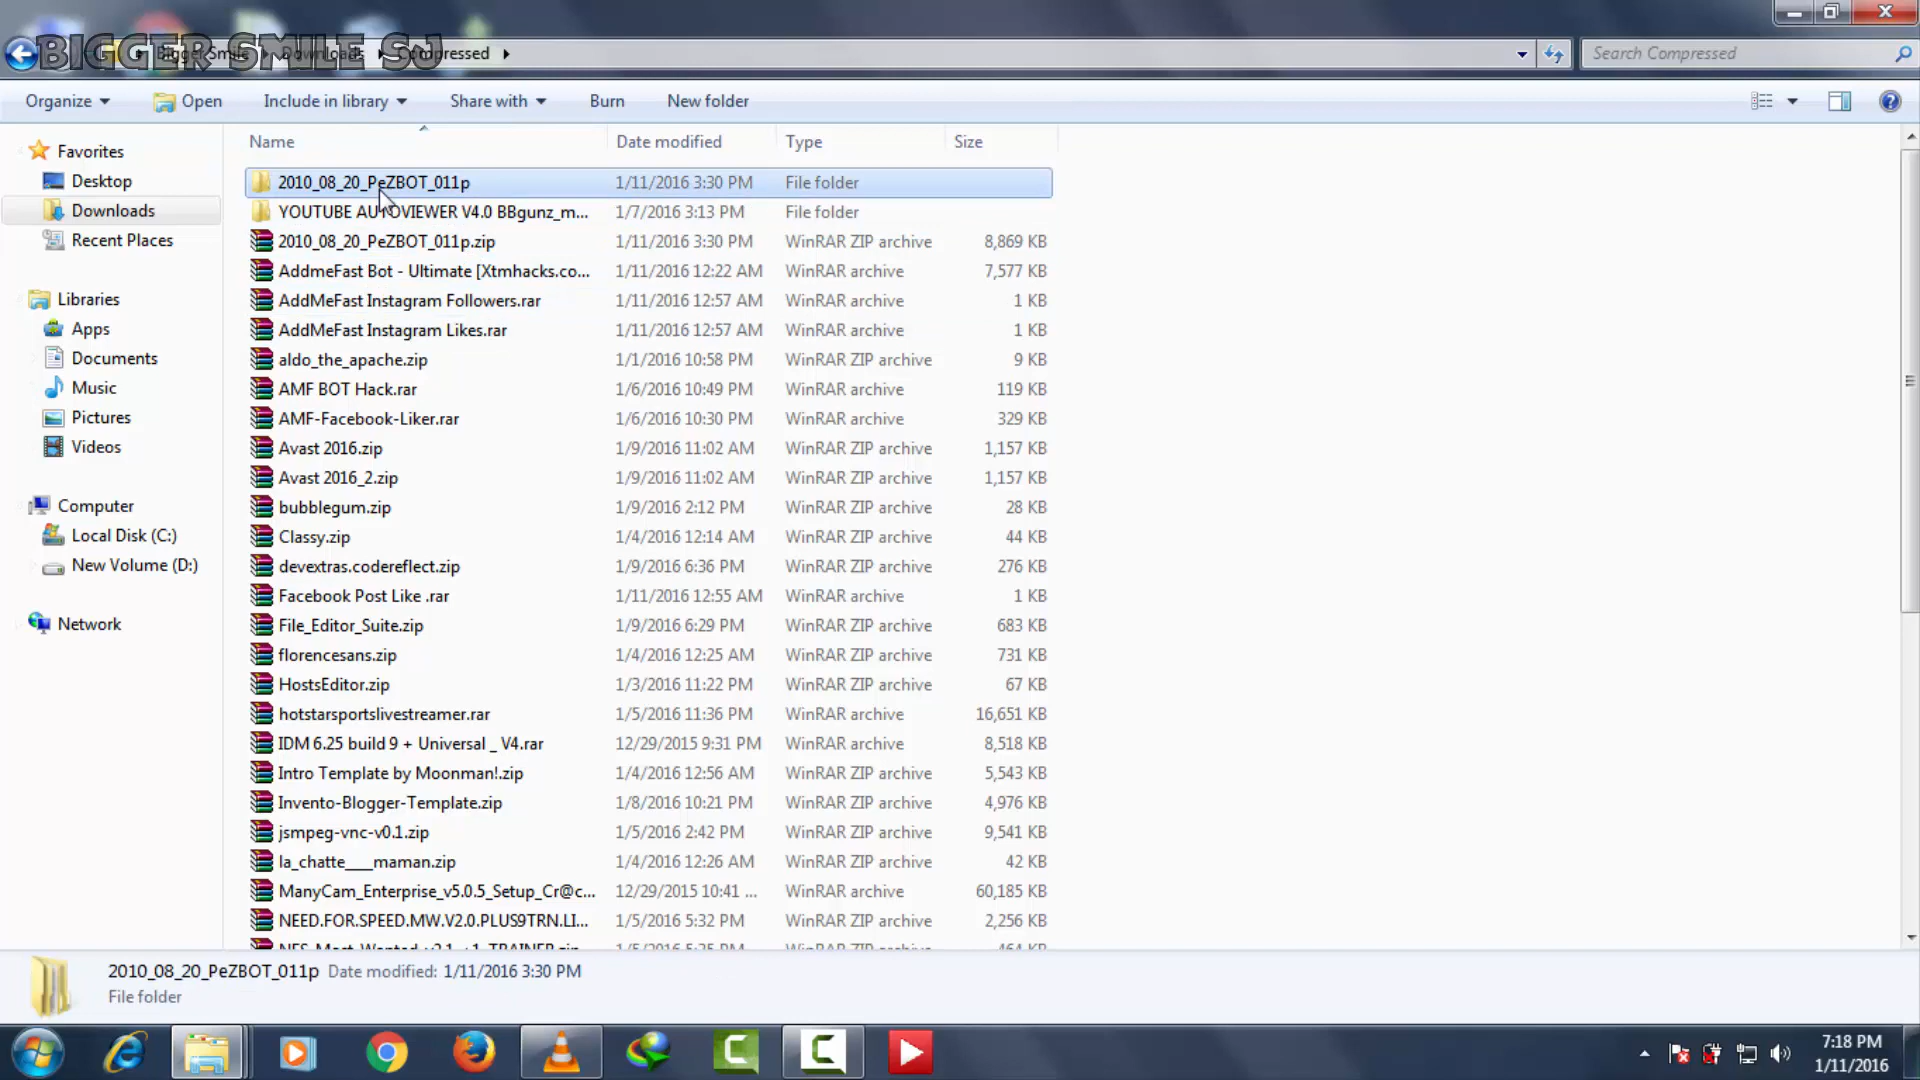 BIGGER SMILE SJ
Bigger Smile Downloads Compressed
Search Compressed
Organize Open Include in library Share with Burn New folder
Name Date modified Type Size
Favorites
Desktop
Downloads
Recent Places
Libraries
Apps
Documents
Music
Pictures
Videos
Computer
Local Disk (C:)
New Volume (D:)
Network
2010_08_20_PeZBOT_011p 1/11/2016 3:30 PM File folder
YOUTUBE AUTOVIEWER V4.0 BBgunz_m... 1/7/2016 3:13 PM File folder
2010_08_20_PeZBOT_011p.zip 1/11/2016 3:30 PM WinRAR ZIP archive 8,869 KB
AddmeFast Bot - Ultimate [Xtmhacks.co... 1/11/2016 12:22 AM WinRAR archive 7,577 KB
AddMeFast Instagram Followers.rar 1/11/2016 12:57 AM WinRAR archive 1 KB
AddMeFast Instagram Likes.rar 1/11/2016 12:57 AM WinRAR archive 1 KB
aldo_the_apache.zip 1/1/2016 10:58 PM WinRAR ZIP archive 9 KB
AMF BOT Hack.rar 1/6/2016 10:49 PM WinRAR archive 119 KB
AMF-Facebook-Liker.rar 1/6/2016 10:30 PM WinRAR archive 329 KB
Avast 2016.zip 1/9/2016 11:02 AM WinRAR ZIP archive 1,157 KB
Avast 2016_2.zip 1/9/2016 11:02 AM WinRAR ZIP archive 1,157 KB
bubblegum.zip 1/9/2016 2:12 PM WinRAR ZIP archive 28 KB
Classy.zip 1/4/2016 12:14 AM WinRAR ZIP archive 44 KB
devextras.codereflect.zip 1/9/2016 6:36 PM WinRAR ZIP archive 276 KB
Facebook Post Like .rar 1/11/2016 12:55 AM WinRAR archive 1 KB
File_Editor_Suite.zip 1/9/2016 6:29 PM WinRAR ZIP archive 683 KB
florencesans.zip 1/4/2016 12:25 AM WinRAR ZIP archive 731 KB
HostsEditor.zip 1/3/2016 11:22 PM WinRAR ZIP archive 67 KB
hotstarsportslivestreamer.rar 1/5/2016 11:36 PM WinRAR archive 16,651 KB
IDM 6.25 build 9 + Universal _ V4.rar 12/29/2015 9:31 PM WinRAR archive 8,518 KB
Intro Template by Moonman!.zip 1/4/2016 12:56 AM WinRAR ZIP archive 5,543 KB
Invento-Blogger-Template.zip 1/8/2016 10:21 PM WinRAR ZIP archive 4,976 KB
jsmpeg-vnc-v0.1.zip 1/5/2016 2:42 PM WinRAR ZIP archive 9,541 KB
la_chatte___maman.zip 1/4/2016 12:26 AM WinRAR ZIP archive 42 KB
ManyCam_Enterprise_v5.0.5_Setup_Cr@c... 12/29/2015 10:41 ... WinRAR archive 60,185 KB
NEED.FOR.SPEED.MW.V2.0.PLUS9TRN.LI... 1/5/2016 5:32 PM WinRAR ZIP archive 2,256 KB
2010_08_20_PeZBOT_011p Date modified: 1/11/2016 3:30 PM
File folder
7:18 PM
1/11/2016